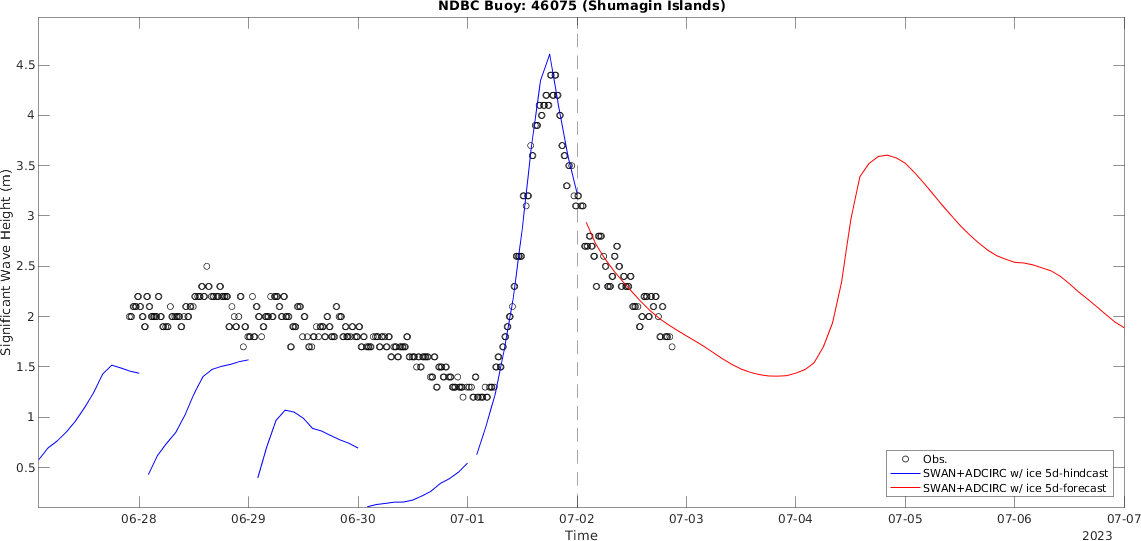 NDBC Buoy: 46075 (Shumagin Islands)
Significant Wave Height (m)
4.5
4
3.5
3
2.5
2
1.5
1
0.5
Obs.
SWAN+ADCIRC w/ ice 5d-hindcast
SWAN+ADCIRC w/ ice 5d-forecast
06-28 06-29 06-30 07-01 07-02 07-03 07-04 07-05 07-06 07-07
Time
2023